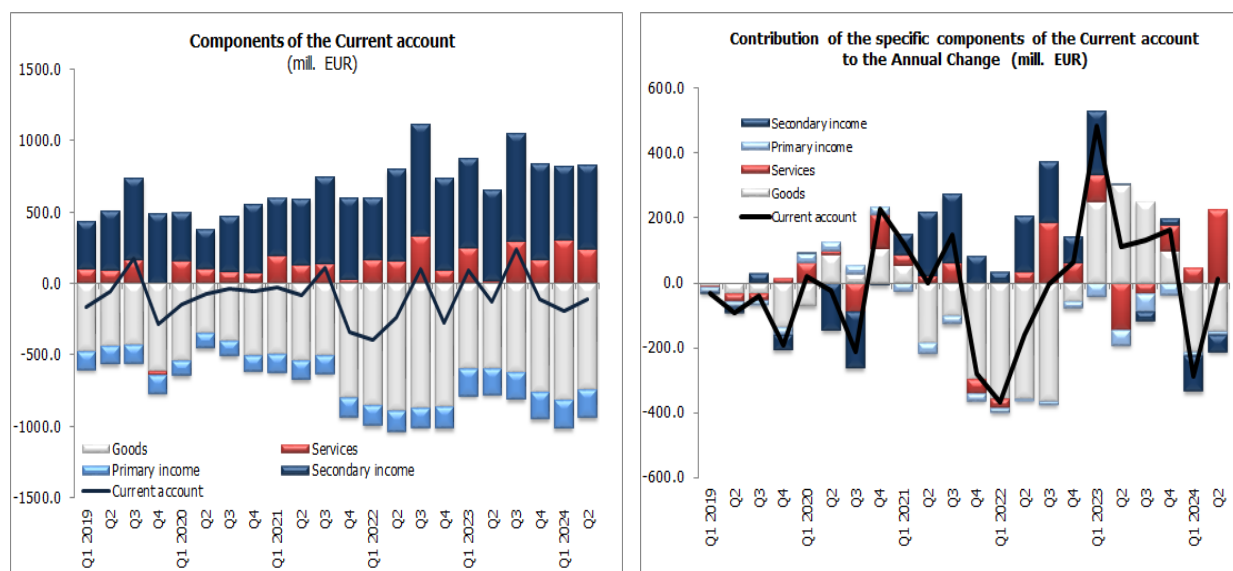 Components of the Current account
(mill. EUR)
1500.0
1000.0
500.0
0.0
-500.0
-1000.0
-1500.0
Goods
Services
Primary income
Secondary income
Current account
Q1 2019
Q2
Q3
Q4
Q1 2020
Q2
Q3
Q4
Q1 2021
Q2
Q3
Q4
Q1 2022
Q2
Q3
Q4
Q1 2023
Q2
Q3
Q4
Q1 2024
Q2
Contribution of the specific components of the Current account
to the Annual Change (mill. EUR)
600.0
400.0
200.0
0.0
-200.0
-400.0
-600.0
Secondary income
Primary income
Services
Goods
Current account
Q1 2019
Q2
Q3
Q4
Q1 2020
Q2
Q3
Q4
Q1 2021
Q2
Q3
Q4
Q1 2022
Q2
Q3
Q4
Q1 2023
Q2
Q3
Q4
Q1 2024
Q2